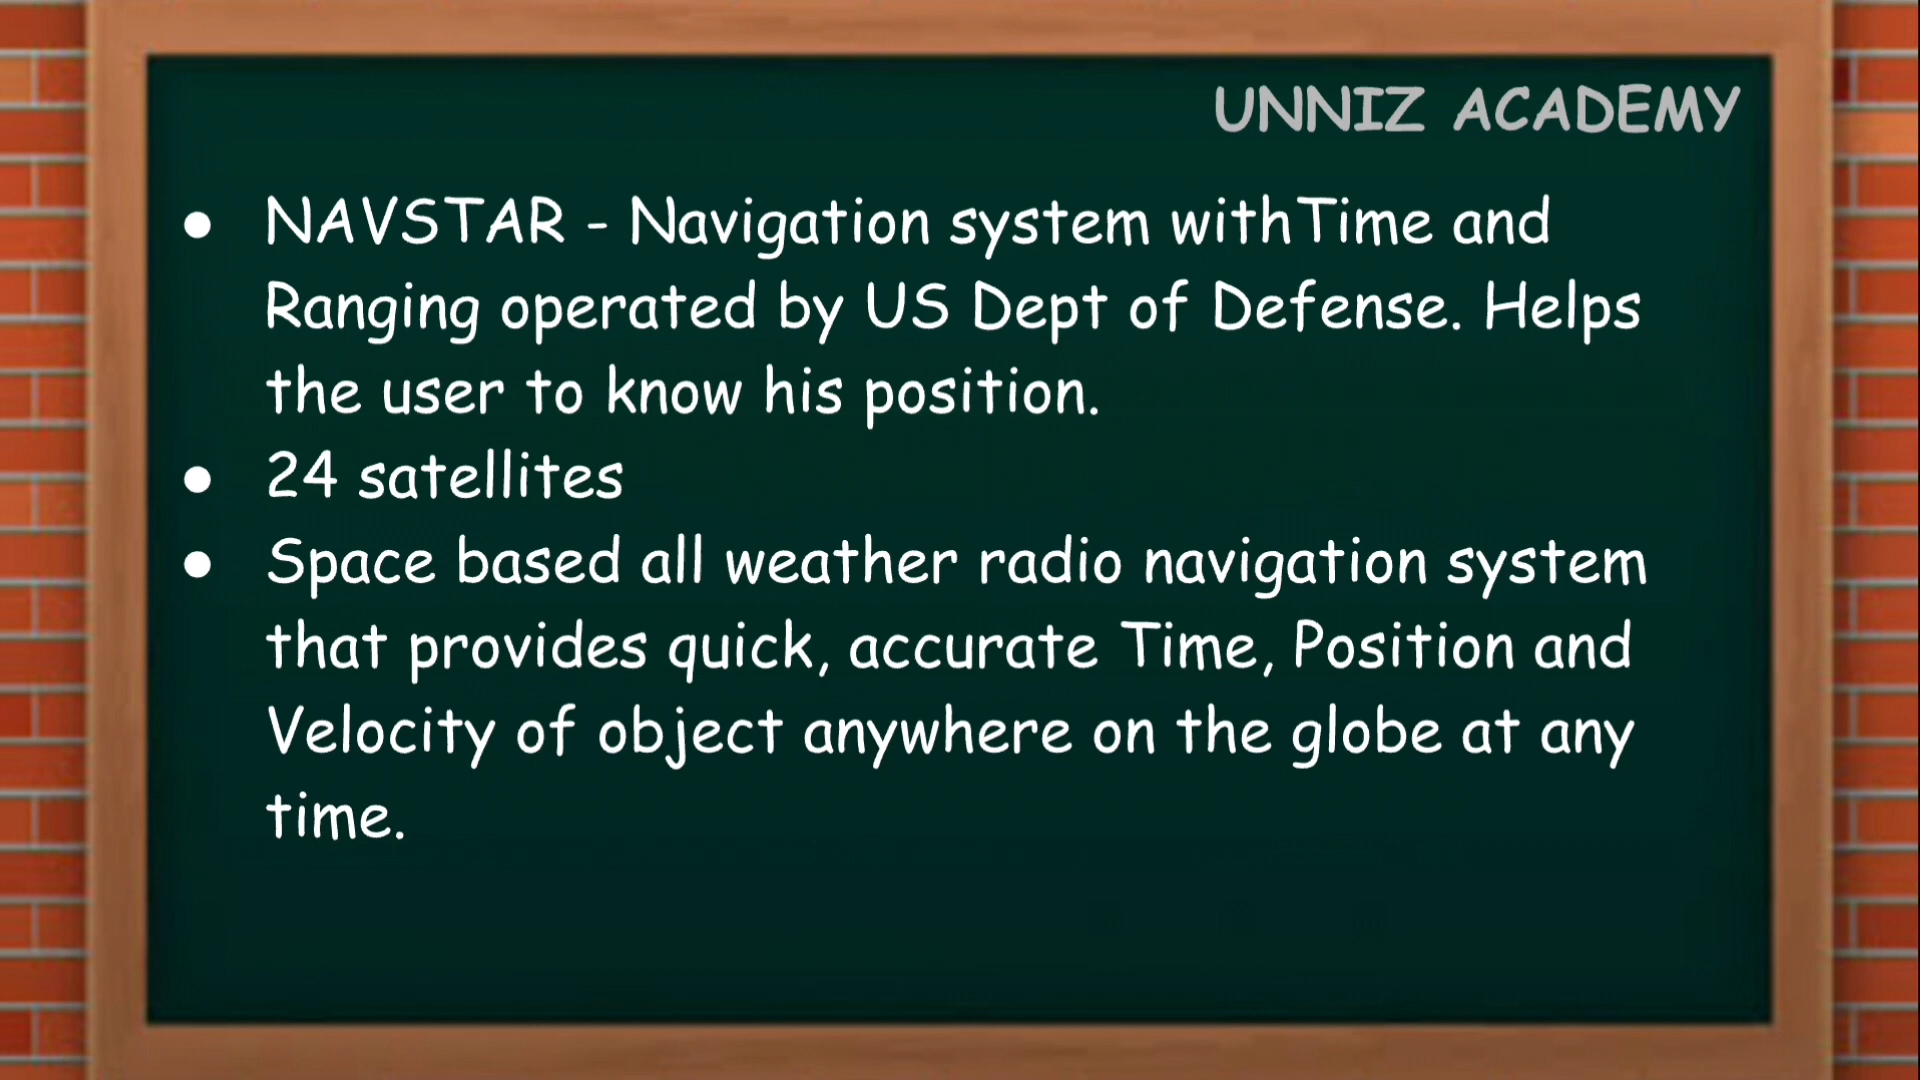 UNNIZ ACADEMY
● NAVSTAR - Navigation system withTime and
Ranging operated by US Dept of Defense. Helps
the user to know his position.
● 24 satellites
● Space based all weather radio navigation system
that provides quick, accurate Time, Position and
Velocity of object anywhere on the globe at any
time.